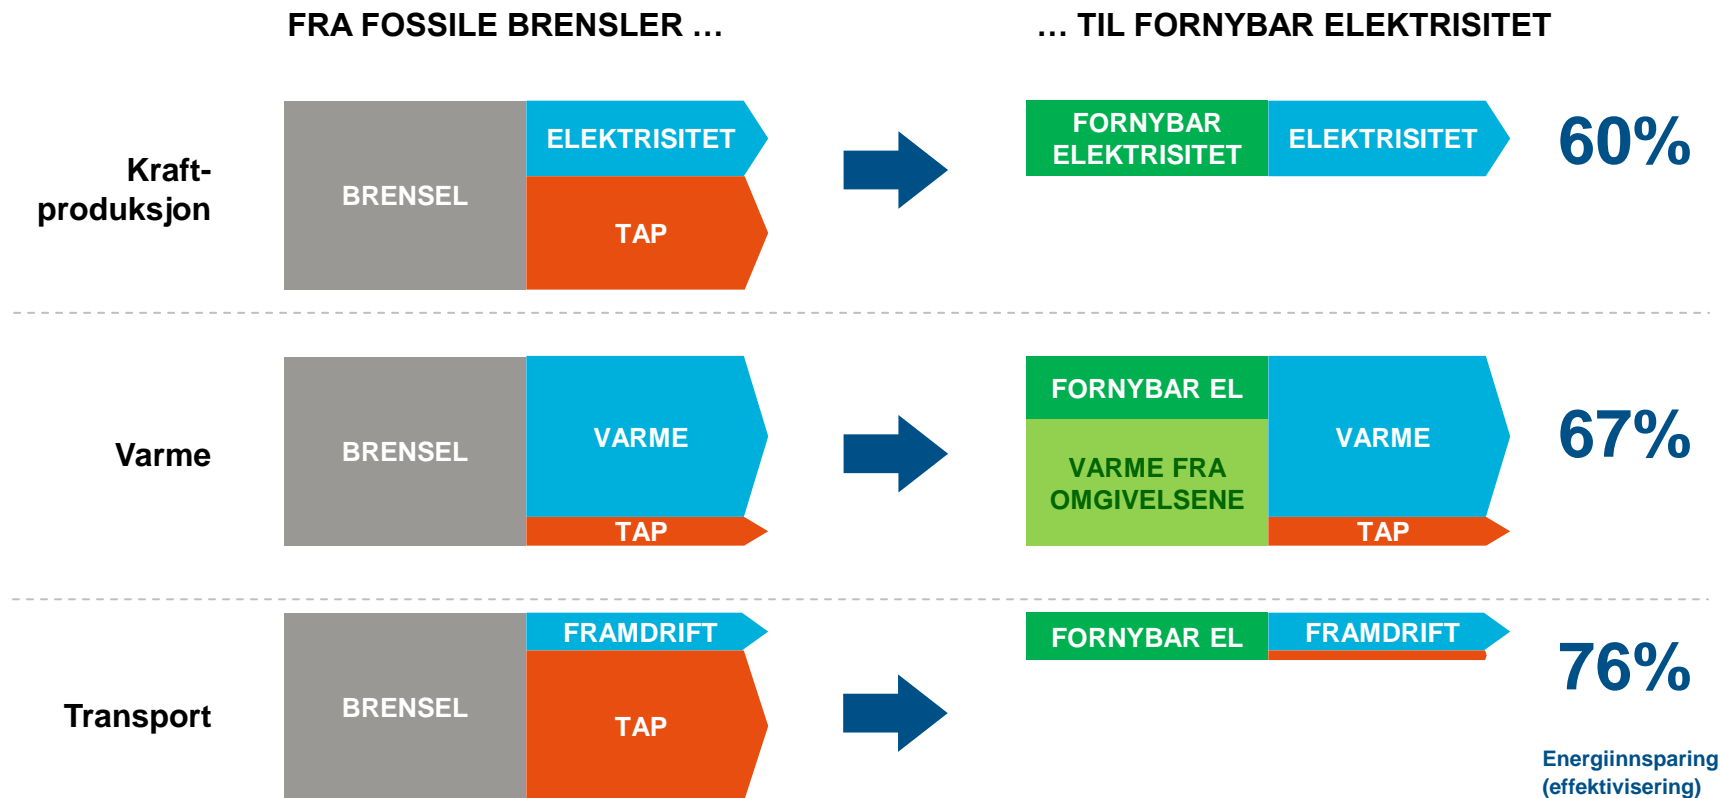 FRA FOSSILE BRENSLER …
… TIL FORNYBAR ELEKTRISITET
Kraft-
produksjon
BRENSEL
ELEKTRISITET
TAP
FORNYBAR
ELEKTRISITET
ELEKTRISITET
60%
Varme
BRENSEL
VARME
TAP
FORNYBAR EL
VARME FRA
OMGIVELSENE
VARME
TAP
67%
Transport
BRENSEL
FRAMDRIFT
TAP
FORNYBAR EL
FRAMDRIFT
76%
Energiinnsparing
(effektivisering)